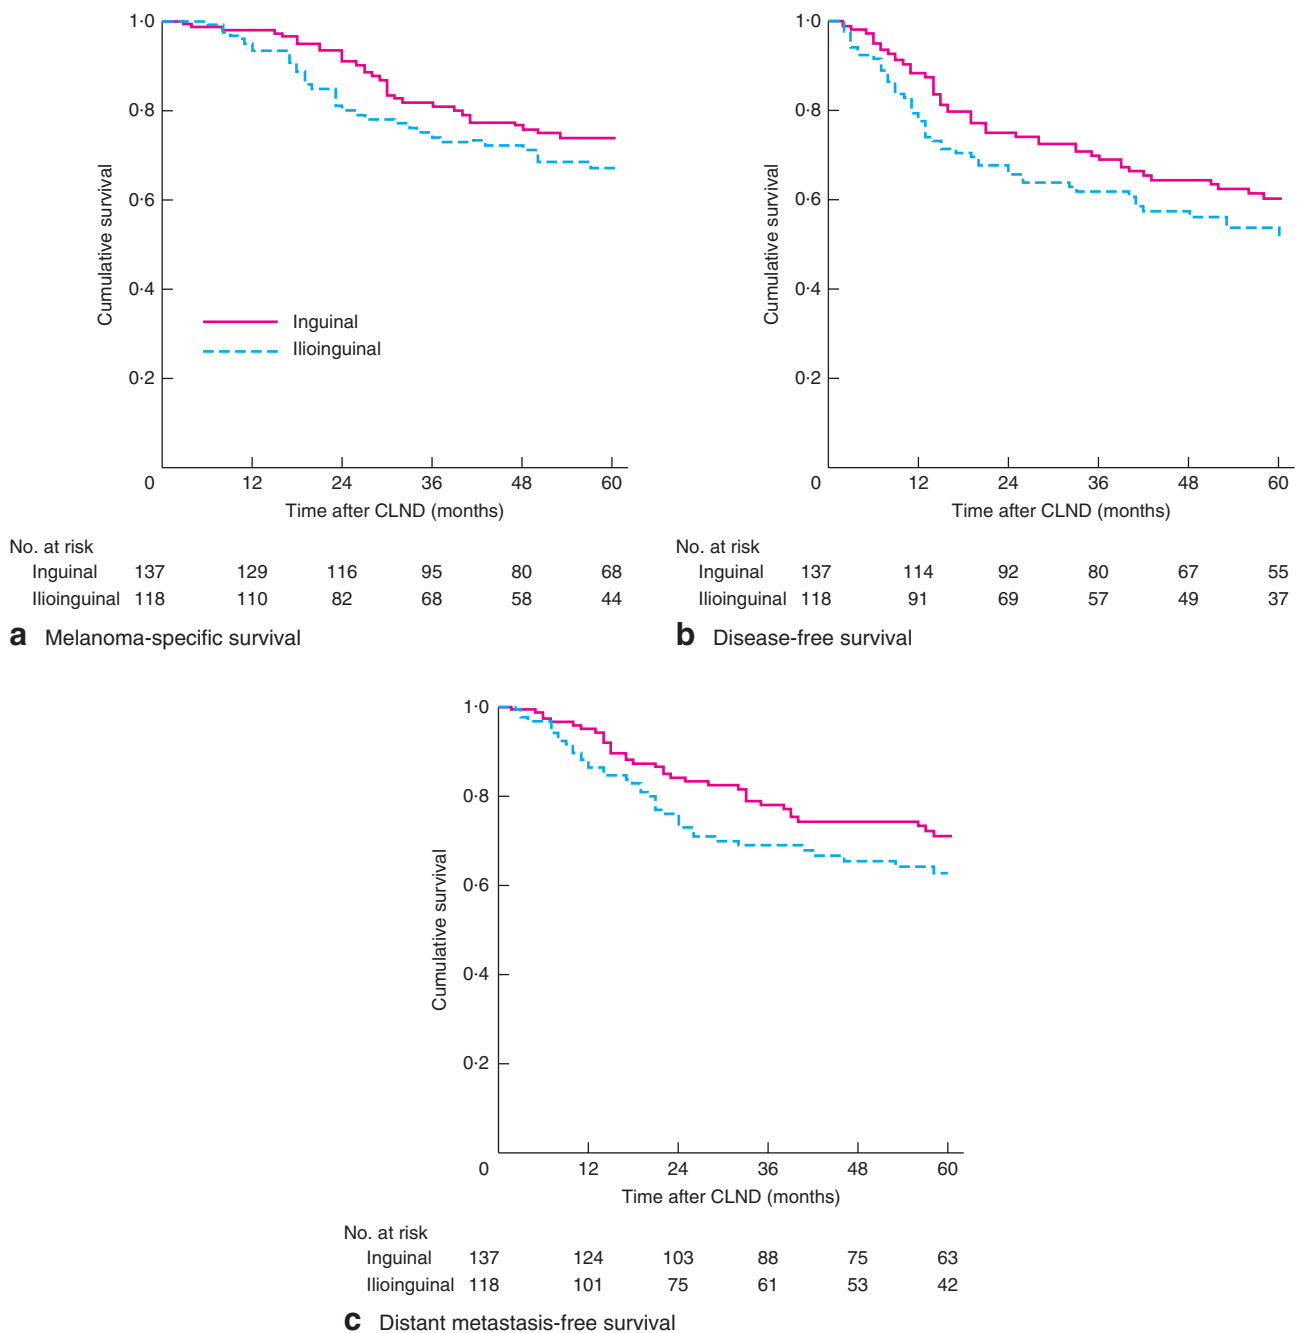 1·0
0·8
0·6
0·4
0·2
0 12 24 36 48 60
Cumulative survival
Time after CLND (months)
Inguinal
Ilioinguinal
No. at risk
Inguinal 137 129 116 95 80 68
Ilioinguinal 118 110 82 68 58 44
a Melanoma-specific survival
1·0
0·8
0·6
0·4
0·2
0 12 24 36 48 60
Cumulative survival
Time after CLND (months)
No. at risk
Inguinal 137 114 92 80 67 55
Ilioinguinal 118 91 69 57 49 37
b Disease-free survival
1·0
0·8
0·6
0·4
0·2
0 12 24 36 48 60
Cumulative survival
Time after CLND (months)
No. at risk
Inguinal 137 124 103 88 75 63
Ilioinguinal 118 101 75 61 53 42
c Distant metastasis-free survival